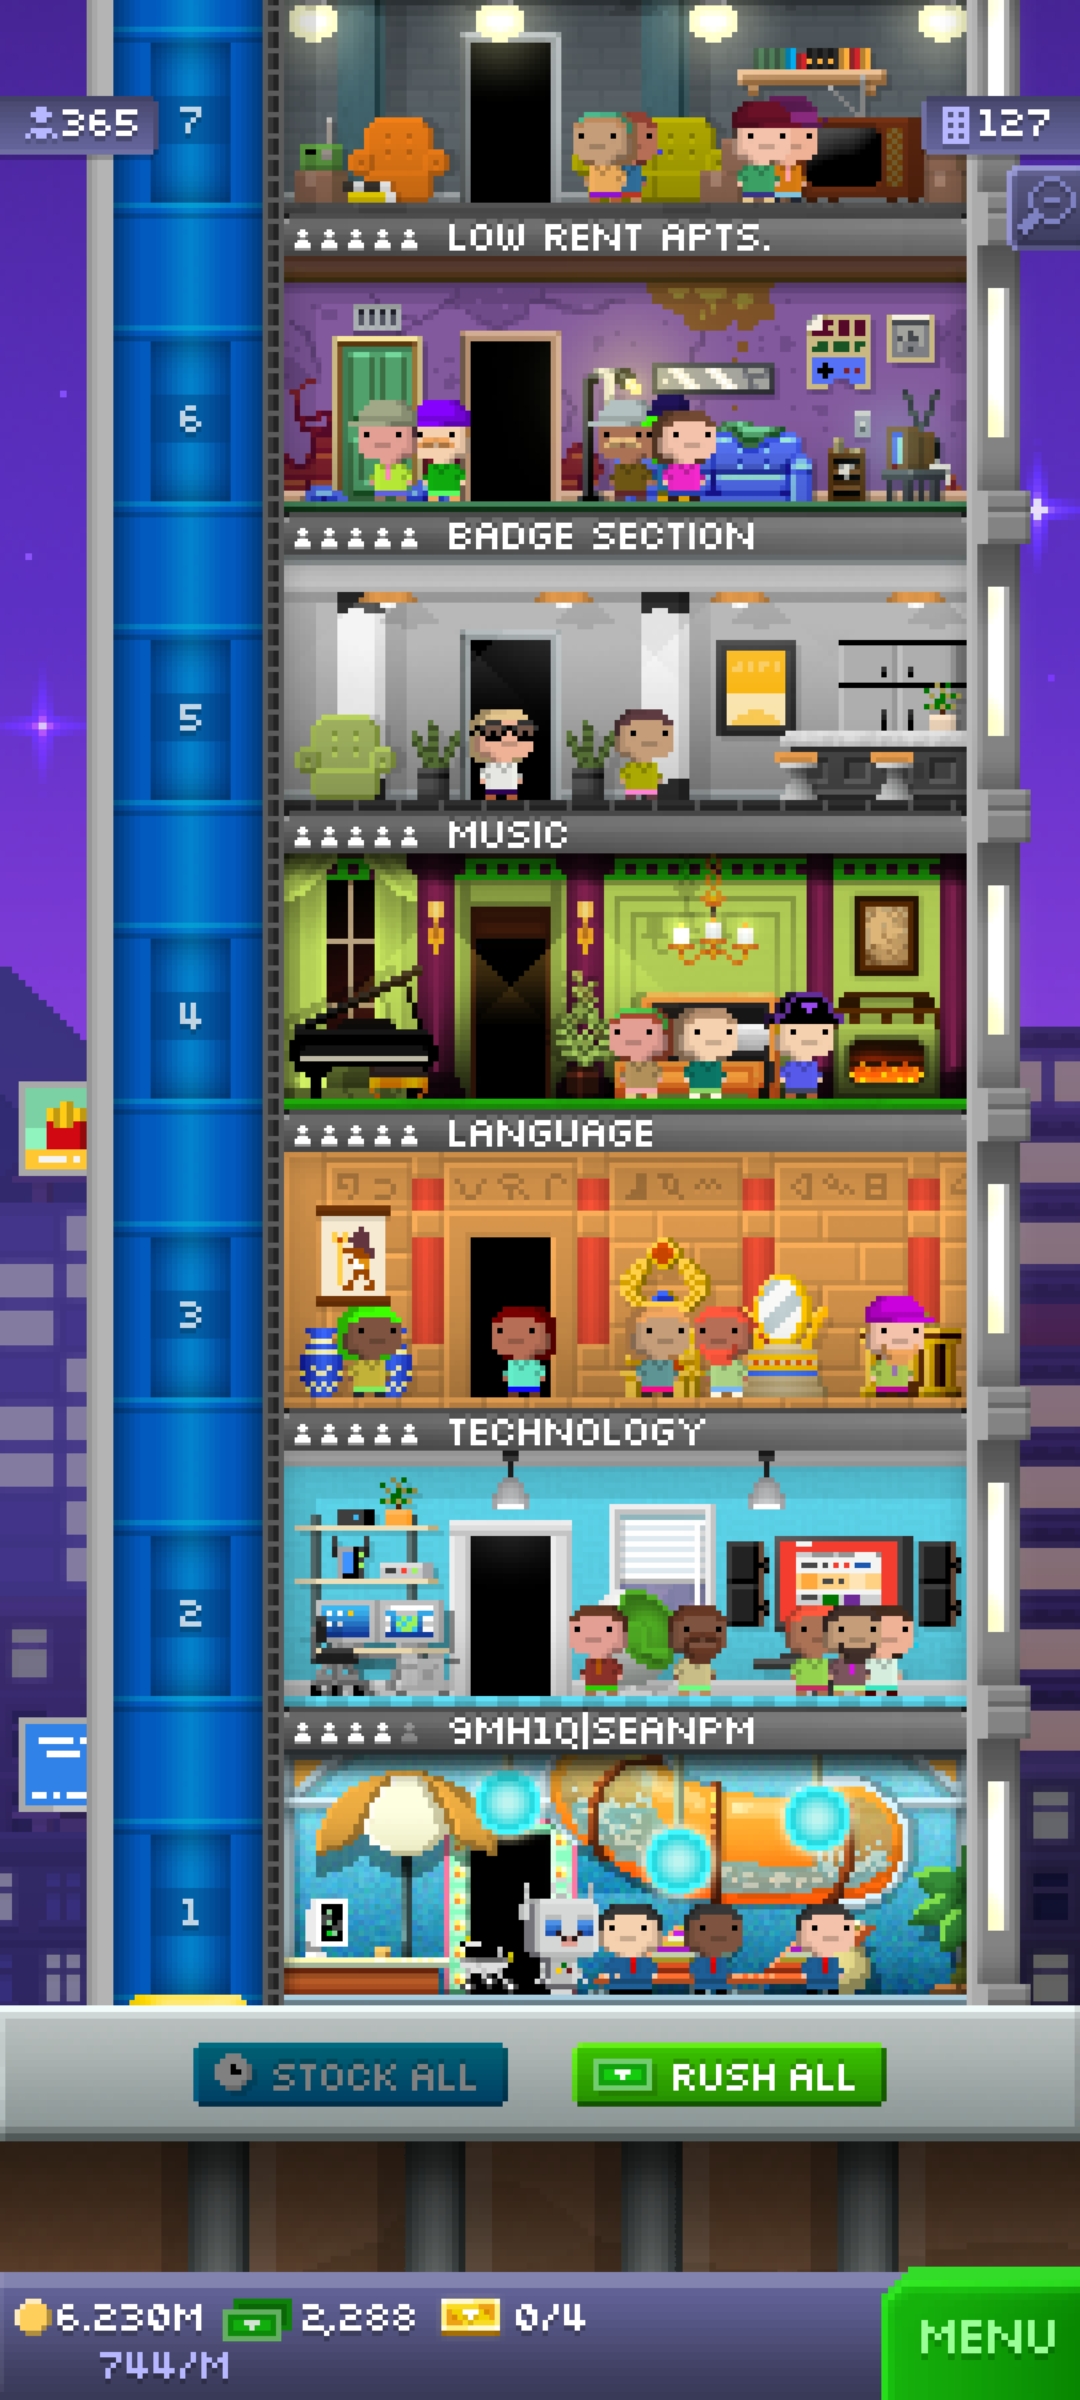 365
7
127
LOW RENT APTS.
6
BADGE SECTION
5
MUSIC
4
LANGUAGE
3
TECHNOLOGY
2
9MH1Q|SEANPM
1
STOCK ALL
RUSH ALL
6.230M
2,288
0/4
744/M
MENU